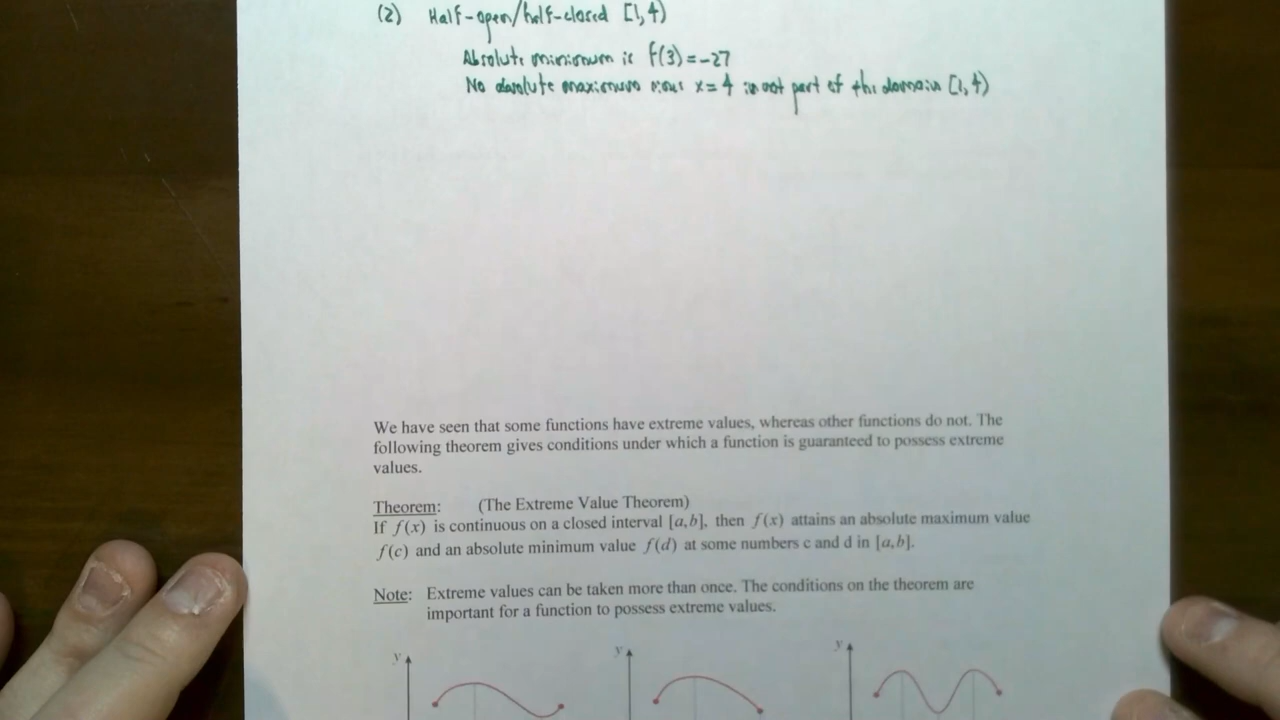 (2) Half-open/half-closed [1,4)
Absolute minimum is f(3)=-27
No absolute maximum since x=4 is not part of the domain [1,4)
We have seen that some functions have extreme values, whereas other functions do not. The
following theorem gives conditions under which a function is guaranteed to possess extreme
values.
Theorem: (The Extreme Value Theorem)
If f(x) is continuous on a closed interval [a,b], then f(x) attains an absolute maximum value
f(c) and an absolute minimum value f(d) at some numbers c and d in [a,b].
Note: Extreme values can be taken more than once. The conditions on the theorem are
important for a function to possess extreme values.
y y y